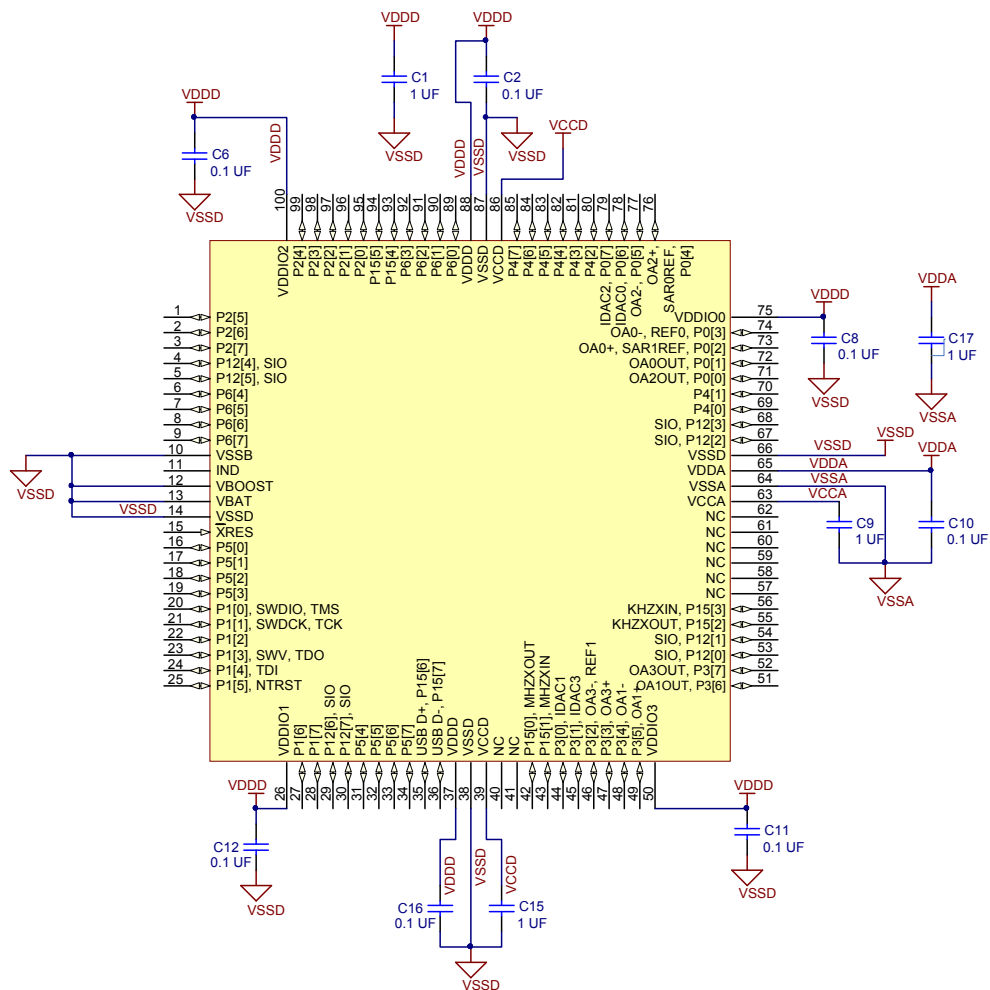 VDDD
VDDD
C1
1 UF
C2
0.1 UF
VDDD
VDDD
C6
0.1 UF
VSSD
VSSD
VSSD
VDDD
VSSD
VCCD
100
99
98
97
96
95
94
93
92
91
90
89
88
87
86
85
84
83
82
81
80
79
78
77
76
VDDIO2
P2[4]
P2[3]
P2[2]
P2[1]
P2[0]
P15[5]
P15[4]
P6[3]
P6[2]
P6[1]
P6[0]
VDDD
VSSD
VCCD
P4[7]
P4[6]
P4[5]
P4[4]
P4[3]
P4[2]
IDAC2, P0[7]
IDAC0, P0[6]
OA2-, P0[5]
OA2+,
SAR0REF,
P0[4]
1 P2[5]
2 P2[6]
3 P2[7]
4 P12[4], SIO
5 P12[5], SIO
6 P6[4]
7 P6[5]
8 P6[6]
9 P6[7]
10 VSSB
11 IND
12 VBOOST
13 VBAT
VSSD 14 VSSD
15 XRES
16 P5[0]
17 P5[1]
18 P5[2]
19 P5[3]
20 P1[0], SWDIO, TMS
21 P1[1], SWDCK, TCK
22 P1[2]
23 P1[3], SWV, TDO
24 P1[4], TDI
25 P1[5], NTRST
VSSD
VDDIO0 75
OA0-, REF0, P0[3] 74
OA0+, SAR1REF, P0[2] 73
OA0OUT, P0[1] 72
OA2OUT, P0[0] 71
P4[1] 70
P4[0] 69
SIO, P12[3] 68
SIO, P12[2] 67
VSSD 66 VSSD
VDDA 65 VDDA
VSSA 64 VSSA
VCCA 63 VCCA
NC 62
NC 61
NC 60
NC 59
NC 58
NC 57
KHZXIN, P15[3] 56
KHZXOUT, P15[2] 55
SIO, P12[1] 54
SIO, P12[0] 53
OA3OUT, P3[7] 52
OA1OUT, P3[6] 51
VDDD
C8
0.1 UF
VSSD
VDDA
C17
1 UF
VSSA
VSSD
VDDA
C9
1 UF
C10
0.1 UF
VSSA
VDDIO1
P1[6]
P1[7]
P12[6], SIO
P12[7], SIO
P5[4]
P5[5]
P5[6]
P5[7]
USB D+, P15[6]
USB D-, P15[7]
VDDD
VSSD
VCCD
NC
NC
P15[0], MHZXOUT
P15[1], MHZXIN
P3[0], IDAC1
P3[1], IDAC3
P3[2], OA3-, REF1
P3[3], OA3+
P3[4], OA1-
P3[5], OA1+
VDDIO3
26
27
28
29
30
31
32
33
34
35
36
37
38
39
40
41
42
43
44
45
46
47
48
49
50
VDDD
C12
0.1 UF
VSSD
VDDD
VSSD
VCCD
C16
0.1 UF
C15
1 UF
VSSD
VDDD
C11
0.1 UF
VSSD